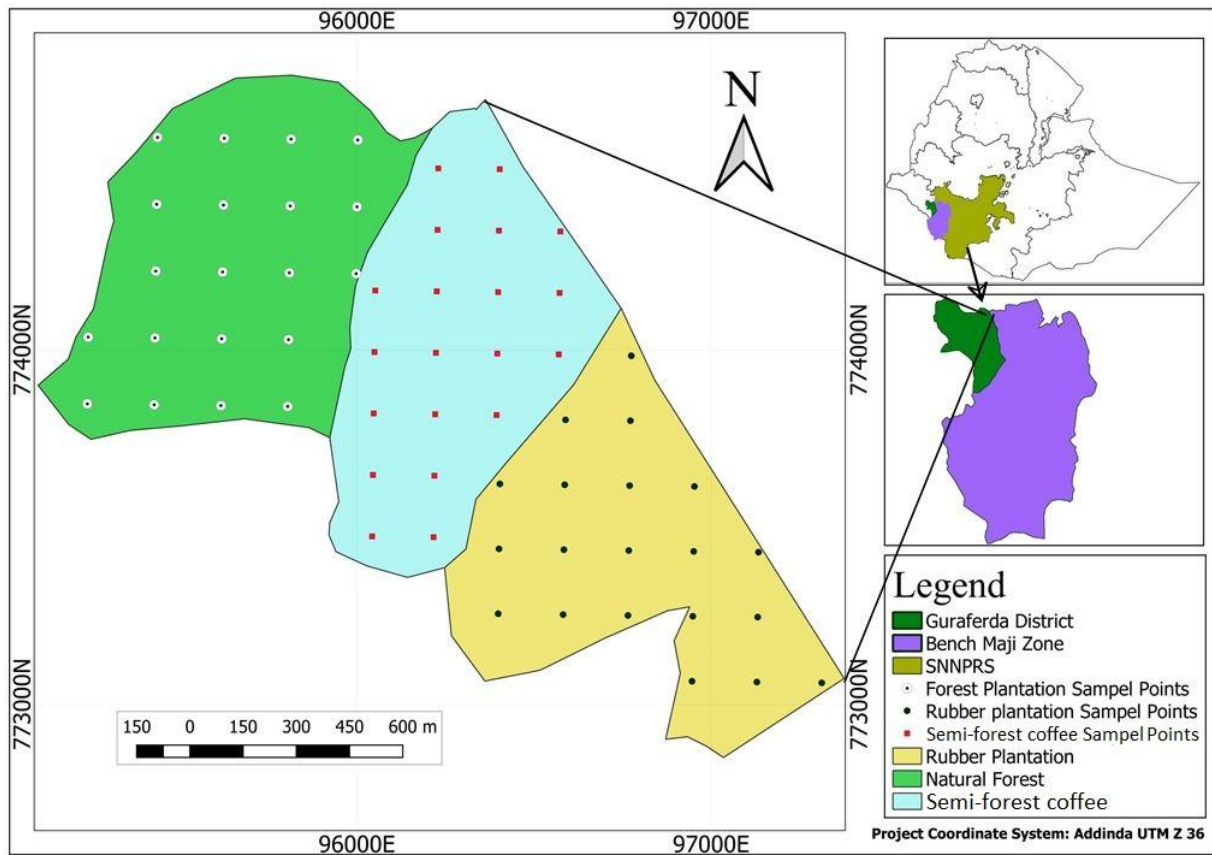 96000E 97000E
N
774000N 774000N
773000N 773000N
150 0 150 300 450 600 m
96000E 97000E
Legend
Guraferda District
Bench Maji Zone
SNNPRS
Forest Plantation Sampel Points
Rubber plantation Sampel Points
Semi-forest coffee Sampel Points
Rubber Plantation
Natural Forest
Semi-forest coffee
Project Coordinate System: Addinda UTM Z 36